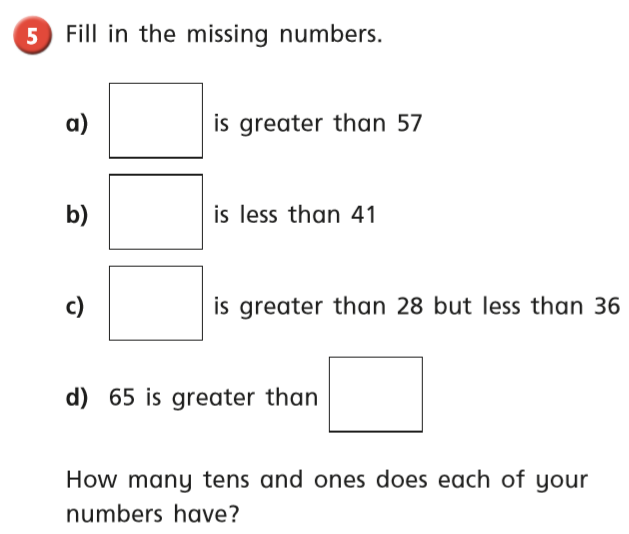 5 Fill in the missing numbers.
a) is greater than 57
b) is less than 41
c) is greater than 28 but less than 36
d) 65 is greater than
How many tens and ones does each of your
numbers have?